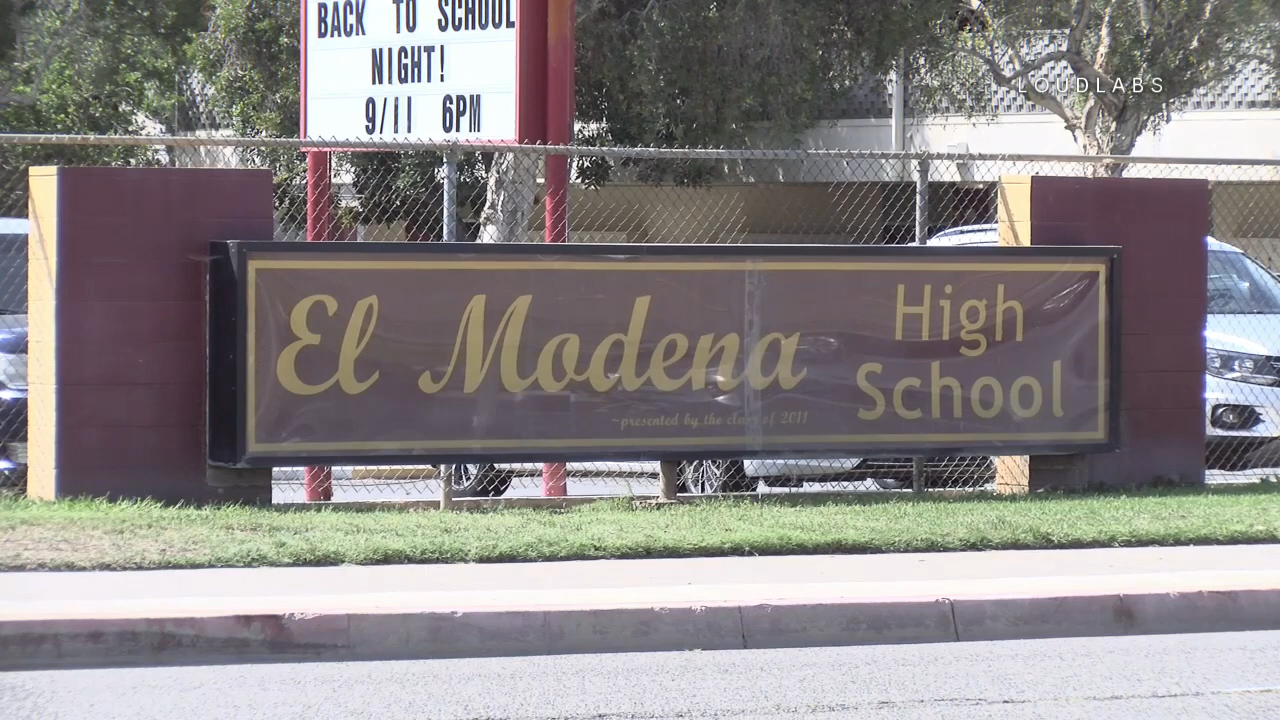 BACK TO SCHOOL
NIGHT!
9/11 6PM
LOUDLABS
El Modena
High
School
~presented by the class of 2011